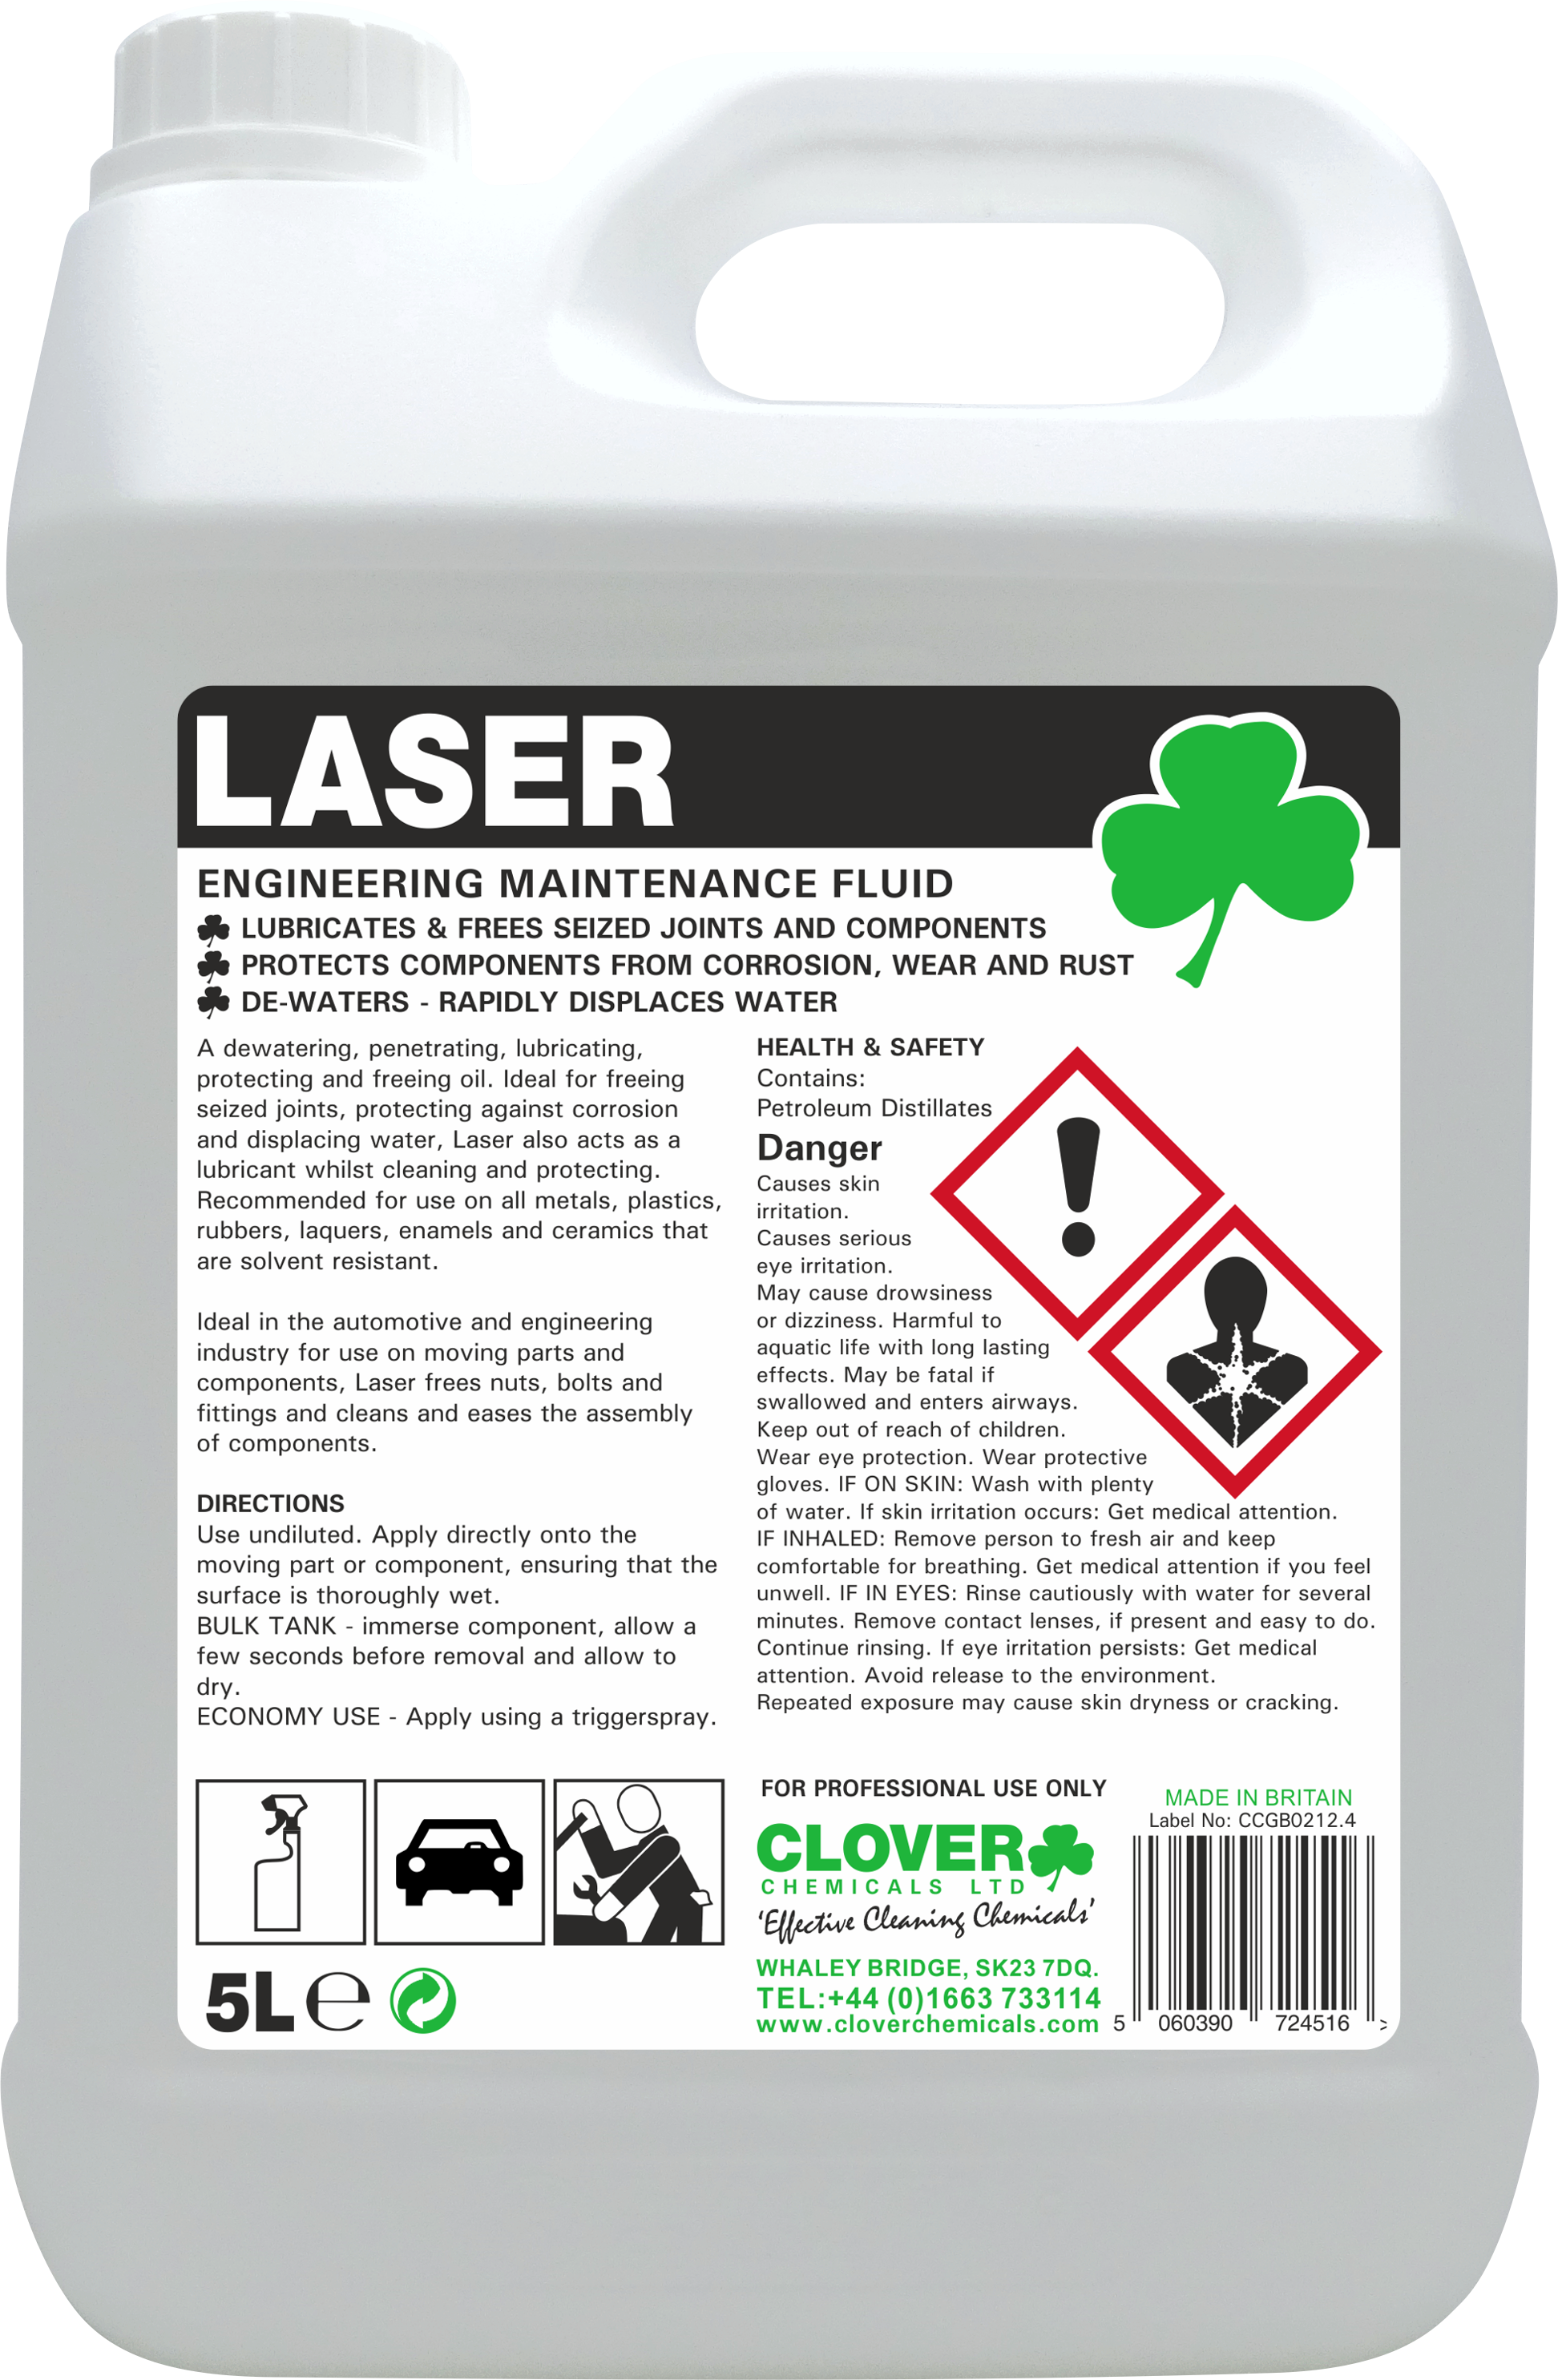 LASER
ENGINEERING MAINTENANCE FLUID
LUBRICATES & FREES SEIZED JOINTS AND COMPONENTS
PROTECTS COMPONENTS FROM CORROSION, WEAR AND RUST
DE-WATERS - RAPIDLY DISPLACES WATER
A dewatering, penetrating, lubricating,
protecting and freeing oil. Ideal for freeing
seized joints, protecting against corrosion
and displacing water, Laser also acts as a
lubricant whilst cleaning and protecting.
Recommended for use on all metals, plastics,
rubbers, laquers, enamels and ceramics that
are solvent resistant.
Ideal in the automotive and engineering
industry for use on moving parts and
components, Laser frees nuts, bolts and
fittings and cleans and eases the assembly
of components.
DIRECTIONS
Use undiluted. Apply directly onto the
moving part or component, ensuring that the
surface is thoroughly wet.
BULK TANK - immerse component, allow a
few seconds before removal and allow to
dry.
ECONOMY USE - Apply using a triggerspray.
HEALTH & SAFETY
Contains:
Petroleum Distillates
Danger
Causes skin
irritation.
Causes serious
eye irritation.
May cause drowsiness
or dizziness. Harmful to
aquatic life with long lasting
effects. May be fatal if
swallowed and enters airways.
Keep out of reach of children.
Wear eye protection. Wear protective
gloves. IF ON SKIN: Wash with plenty
of water. If skin irritation occurs: Get medical attention.
IF INHALED: Remove person to fresh air and keep
comfortable for breathing. Get medical attention if you feel
unwell. IF IN EYES: Rinse cautiously with water for several
minutes. Remove contact lenses, if present and easy to do.
Continue rinsing. If eye irritation persists: Get medical
attention. Avoid release to the environment.
Repeated exposure may cause skin dryness or cracking.
5L e
FOR PROFESSIONAL USE ONLY
CLOVER
CHEMICALS LTD
'Effective Cleaning Chemicals'
WHALEY BRIDGE, SK23 7DQ.
TEL:+44 (0)1663 733114
www.cloverchemicals.com
MADE IN BRITAIN
Label No: CCGB0212.4
5 060390 724516 >